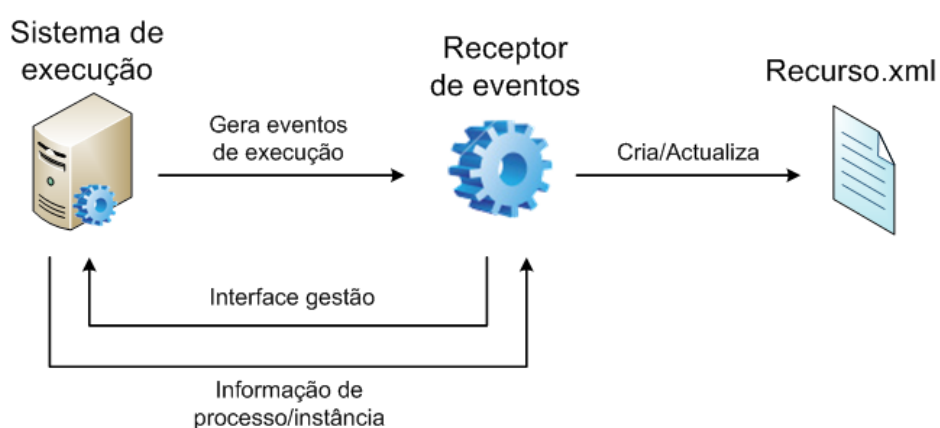 Sistema de
execução
Receptor
de eventos
Recurso.xml
Gera eventos
de execução
Cria/Actualiza
Interface gestão
Informação de
processo/instância